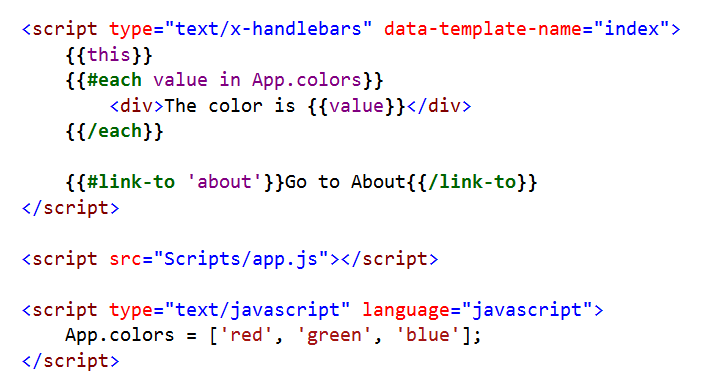 <script type="text/x-handlebars" data-template-name="index">
    {{this}}
    {{#each value in App.colors}}
        <div>The color is {{value}}</div>
    {{/each}}

    {{#link-to 'about'}}Go to About{{/link-to}}
</script>

<script src="Scripts/app.js"></script>

<script type="text/javascript" language="javascript">
    App.colors = ['red', 'green', 'blue'];
</script>